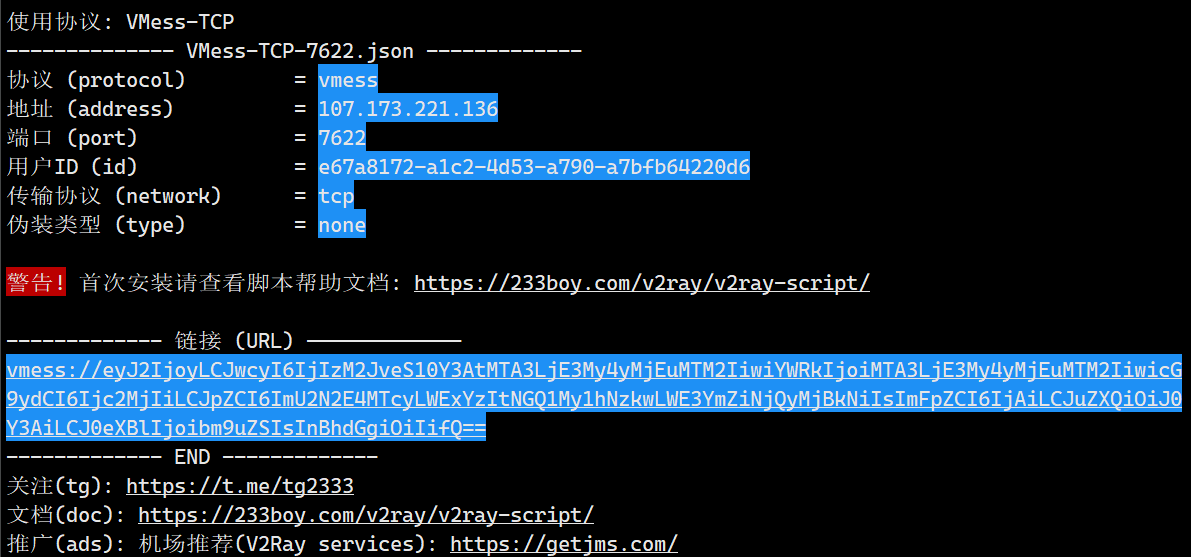 使用协议: VMess-TCP
-------------- VMess-TCP-7622.json -------------
协议 (protocol) = vmess
地址 (address) = 107.173.221.136
端口 (port) = 7622
用户ID (id) = e67a8172-a1c2-4d53-a790-a7bfb64220d6
传输协议 (network) = tcp
伪装类型 (type) = none
警告! 首次安装请查看脚本帮助文档: https://233boy.com/v2ray/v2ray-script/
------------- 链接 (URL) -------------
vmess://eyJ2IjoyLCJwcyI6IjIzM2JveS10Y3AtMTA3LjE3My4yMjEuMTM2IiwiYWRkIjoiMTA3LjE3My4yMjEuMTM2IiwicG
9ydCI6Ijc2MjIiLCJpZCI6ImU2N2E4MTcyLWExYzItNGQ1My1hNzkwLWE3YmZiNjQyMjBkNiIsImFpZCI6IjAiLCJuZXQiOiJ0
Y3AiLCJ0eXBlIjoibm9uZSIsInBhdGgiOiIifQ==
------------- END -------------
关注(tg): https://t.me/tg2333
文档(doc): https://233boy.com/v2ray/v2ray-script/
推广(ads): 机场推荐(V2Ray services): https://getjms.com/